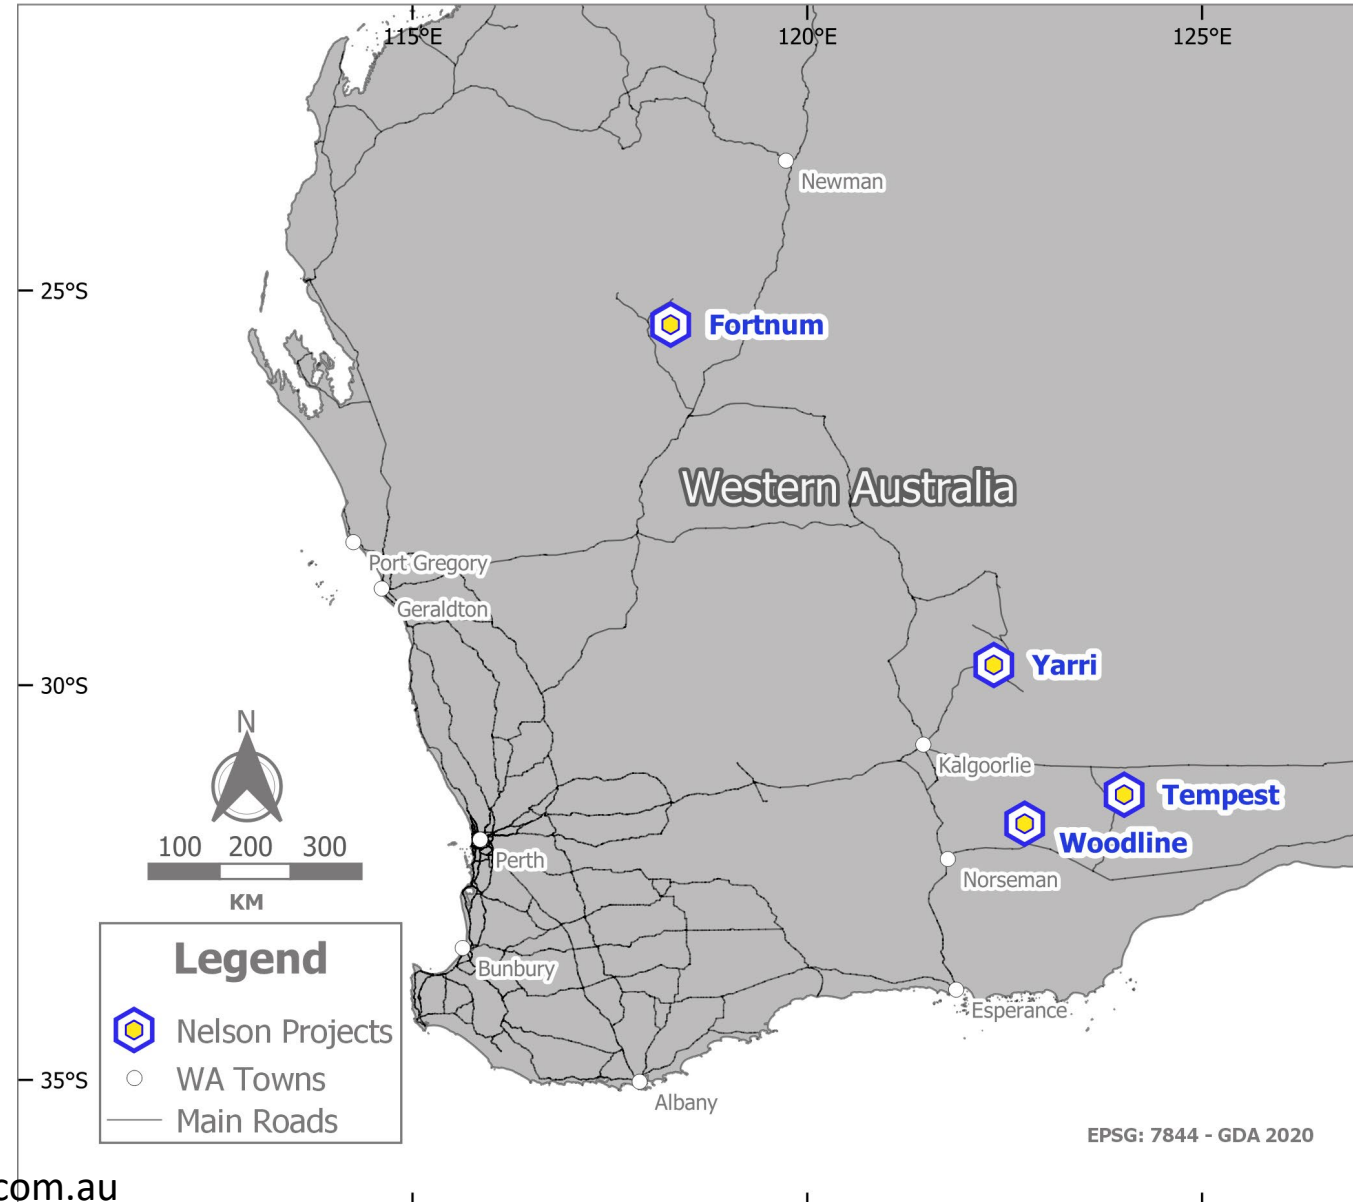 115°E
120°E
125°E
Newman
25°S
Fortnum
Western Australia
Port Gregory
Geraldton
Yarri
30°S
N
Kalgoorlie
Tempest
Woodline
100 200 300
KM
Perth
Norseman
Legend
Nelson Projects
WA Towns
Main Roads
Bunbury
Esperance
35°S
Albany
EPSG: 7844 - GDA 2020
com.au